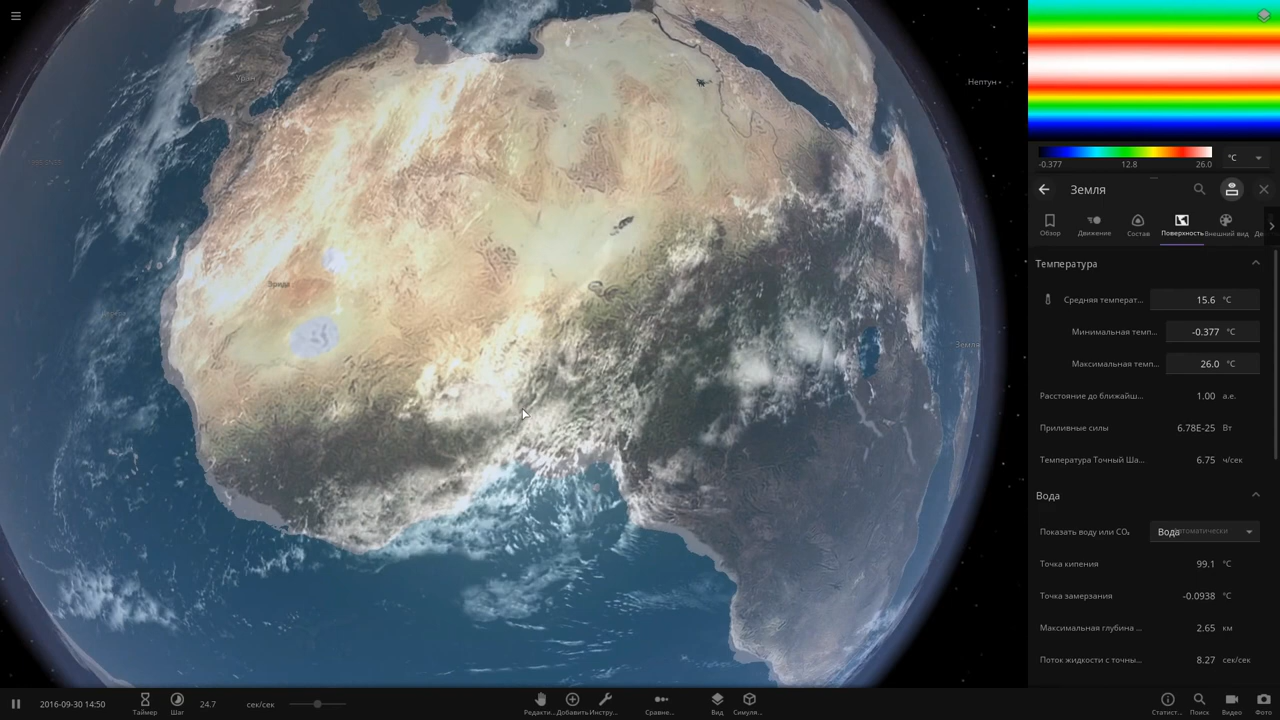 Уран
Нептун
Эрида
Земля
-0.377 12.8 26.0 °C
Земля
Обзор Движение Состав Поверхность Внешний вид Де
Температура
Средняя температ... 15.6 °C
Минимальная темп... -0.377 °C
Максимальная темп... 26.0 °C
Расстояние до ближайш... 1.00 а.е.
Приливные силы 6.78E-25 Вт
Температура Точный Ша... 6.75 ч/сек
Вода
Показать воду или CO₂ Вода
Точка кипения 99.1 °C
Точка замерзания -0.0938 °C
Максимальная глубина ... 2.65 км
Поток жидкости с точны... 8.27 сек/сек
2016-09-30 14:50 Таймер Шаг 24.7 сек/сек Редакти... Добавить Инстру... Сравне... Вид Симуля... Статист... Поиск Видео Фото